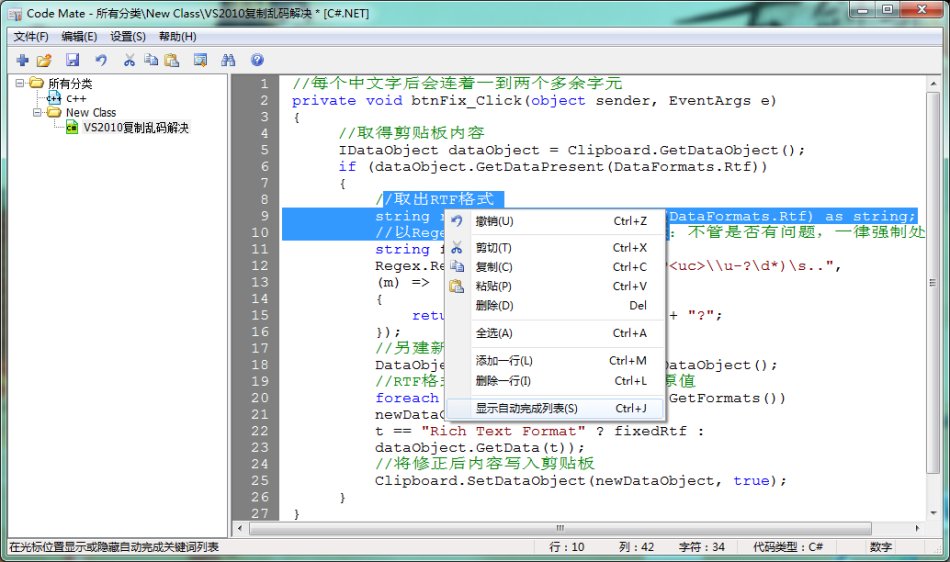 Code Mate - 所有分类\New Class\VS2010复制乱码解决 * [C#.NET]
文件(F) 编辑(E) 设置(S) 帮助(H)
所有分类
C++
New Class
VS2010复制乱码解决
1 //每个中文字后会连着一到两个多余字元
2 private void btnFix_Click(object sender, EventArgs e)
3 {
4 //取得剪贴板内容
5 IDataObject dataObject = Clipboard.GetDataObject();
6 if (dataObject.GetDataPresent(DataFormats.Rtf))
7 {
8 //取出RTF格式
9 string DataFormats.Rtf) as string;
10 //以Rege : 不管是否有问题，一律强制处
11 string f
12 Regex.Re <uc>\\u-?\d*)\s..",
13 (m) =>
14 {
15 retu + "?";
16 });
17 //另建新
18 DataObje ataObject();
19 //RTF格式 原值
20 foreach GetFormats())
21 newData
22 t == "Rich Text Format" ? fixedRtf :
23 dataObject.GetData(t));
24 //将修正后内容写入剪贴板
25 Clipboard.SetDataObject(newDataObject, true);
26 }
27 }
撤销(U) Ctrl+Z
剪切(T) Ctrl+X
复制(C) Ctrl+C
粘贴(P) Ctrl+V
删除(D) Del
全选(A) Ctrl+A
添加一行(L) Ctrl+M
删除一行(I) Ctrl+L
显示自动完成列表(S) Ctrl+J
在光标位置显示或隐藏自动完成关键词列表 行：10 列：42 字符：34 代码类型：C# 数字